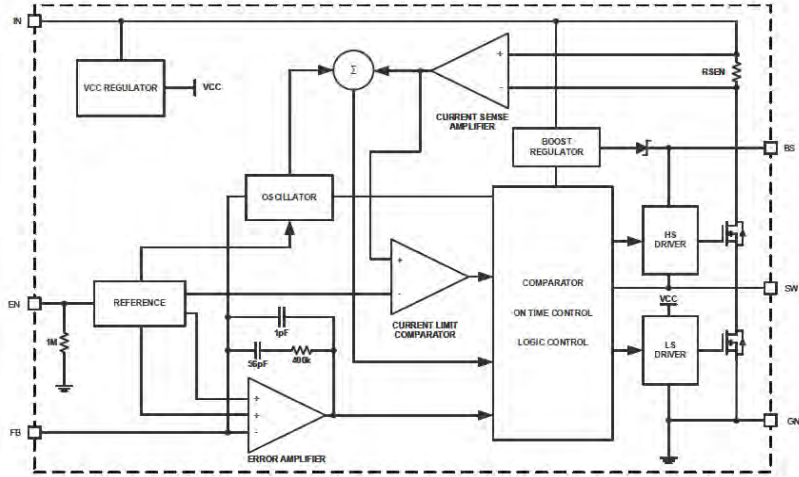 IN
VCC REGULATOR
VCC
Σ
+
-
RSEN
CURRENT SENSE
AMPLIFIER
BOOST
REGULATOR
BS
OSCILLATOR
HS
DRIVER
+
-
COMPARATOR
ON TIME CONTROL
LOGIC CONTROL
EN
REFERENCE
SW
VCC
1M
CURRENT LIMIT
COMPARATOR
1pF
56pF
400k
LS
DRIVER
+
+
-
FB
GN
ERROR AMPLIFIER